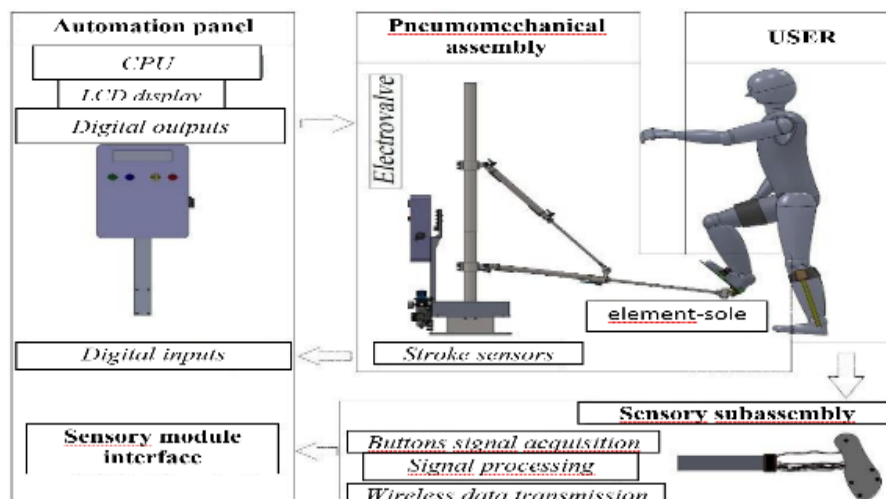 Automation panel
CPU
LCD display
Digital outputs
Digital inputs
Sensory module
interface
Pneumomechanical
assembly
Electrovalve
element-sole
Stroke sensors
USER
Sensory subassembly
Buttons signal acquisition
Signal processing
Wireless data transmission